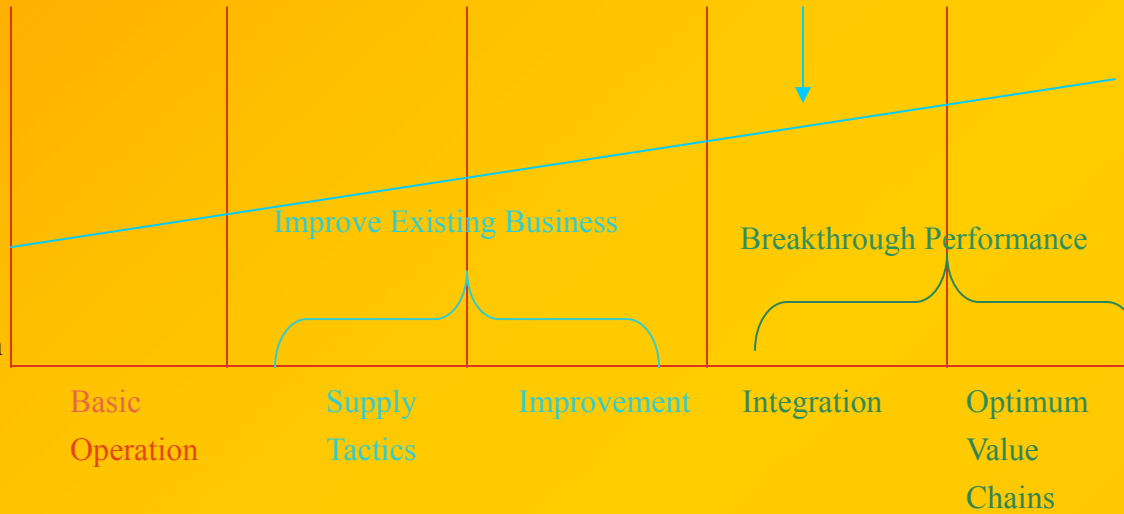 Improve Existing Business
Breakthrough Performance
Basic
Operation
Supply
Tactics
Improvement
Integration
Optimum
Value
Chains